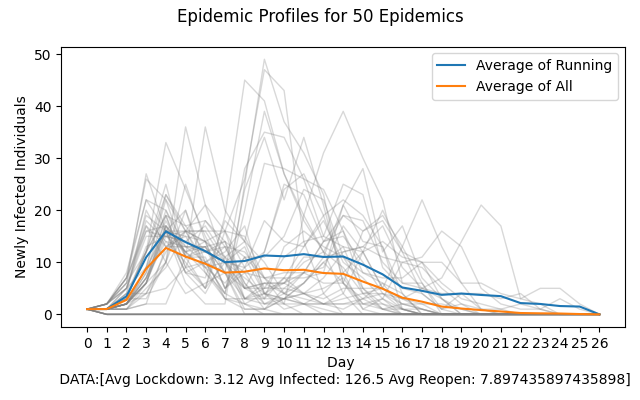 Epidemic Profiles for 50 Epidemics
50
40
30
20
10
0
Newly Infected Individuals
Average of Running
Average of All
0 1 2 3 4 5 6 7 8 9 10 11 12 13 14 15 16 17 18 19 20 21 22 23 24 25 26
Day
DATA:[Avg Lockdown: 3.12 Avg Infected: 126.5 Avg Reopen: 7.897435897435898]